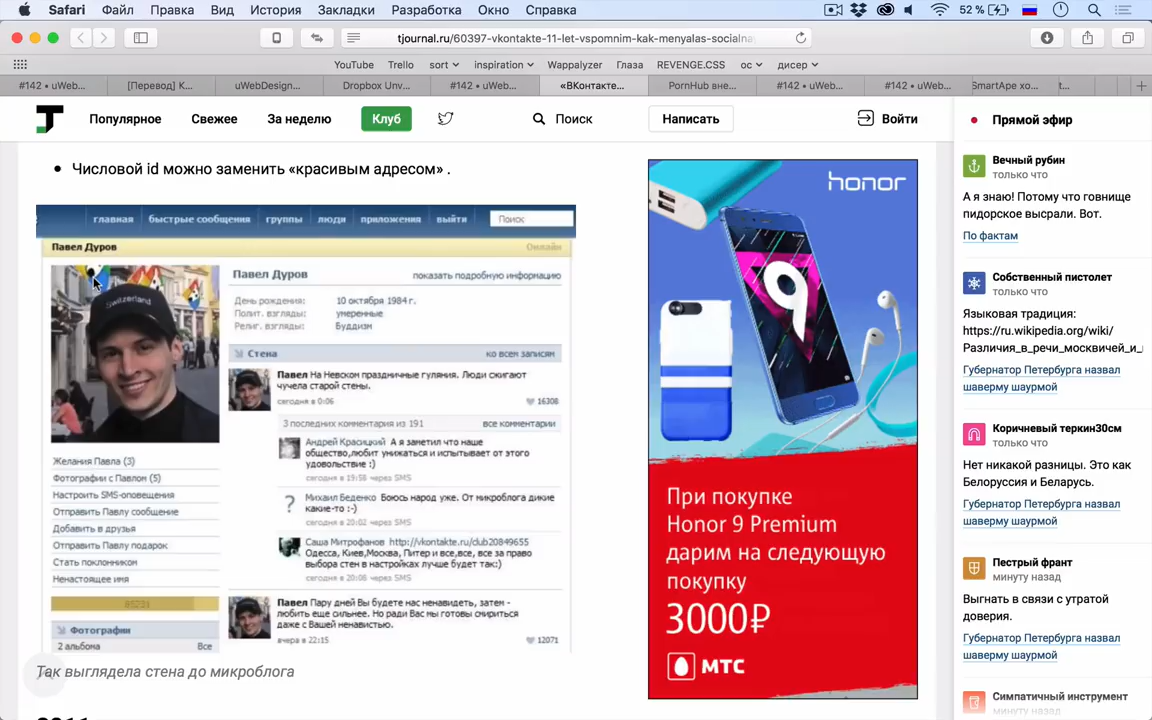 Safari Файл Правка Вид История Закладки Разработка Окно Справка 52 %
tjournal.ru/60397-vkontakte-11-let-vspomnim-kak-menyalas-socialna
YouTube Trello sort inspiration Wappalyzer Глаза REVENGE.CSS ос дисер
#142 • uWeb... [Перевод] К... uWebDesign... Dropbox Unv... #142 • uWeb... «ВКонтакте... PornHub вне... #142 • uWeb... #142 • uWeb... SmartApe хо... т...
Популярное Свежее За неделю Клуб Поиск Написать Войти
Прямой эфир
• Числовой id можно заменить «красивым адресом» .
главная быстрые сообщения группы люди приложения выйти Поиск
Павел Дуров Онлайн
Switzerland
Желания Павла (3)
Фотографии с Павлом (5)
Настроить SMS-оповещения
Отправить Павлу сообщение
Добавить в друзья
Отправить Павлу подарок
Стать поклонником
Ненастоящее имя
85231
Фотографии
2 альбома Все
Павел Дуров показать подробную информацию
День рождения: 10 октября 1984 г.
Полит. взгляды: умеренные
Религ. взгляды: Буддизм
Стена ко всем записям
Павел На Невском праздничные гуляния. Люди сжигают
чучела старой стены.
сегодня в 0:06 16308
3 последних комментария из 191 все комментарии
Андрей Красицкий А я заметил что наше
общество,любит унижаться и испытывает от этого
удовольствие :)
сегодня в 19:58 через SMS
Михаил Беденко Боюсь народ уже. От микроблога дикие
какие-то :-)
сегодня в 20:02 через SMS
Саша Митрофанов http://vkontakte.ru/club20849655
Одесса, Киев,Москва, Питер и все,все, все за право
выбора стен в настройках лучше будет так:)
сегодня в 20:08 через SMS
Павел Пару дней Вы будете нас ненавидеть, затем -
любить еще сильнее. Но ради Вас мы готовы смириться
даже с Вашей ненавистью.
вчера в 22:15 12071
Так выглядела стена до микроблога
2011
honor
9
При покупке
Honor 9 Premium
дарим на следующую
покупку
3000₽
МТС
Вечный рубин
только что
А я знаю! Потому что говнище
пидорское высрали. Вот.
По фактам
Собственный пистолет
только что
Языковая традиция:
https://ru.wikipedia.org/wiki/
Различия_в_речи_москвичей_и_
Губернатор Петербурга назвал
шаверму шаурмой
Коричневый теркин30см
только что
Нет никакой разницы. Это как
Белоруссия и Беларусь.
Губернатор Петербурга назвал
шаверму шаурмой
Пестрый франт
минуту назад
Выгнать в связи с утратой
доверия.
Губернатор Петербурга назвал
шаверму шаурмой
Симпатичный инструмент
минуту назад